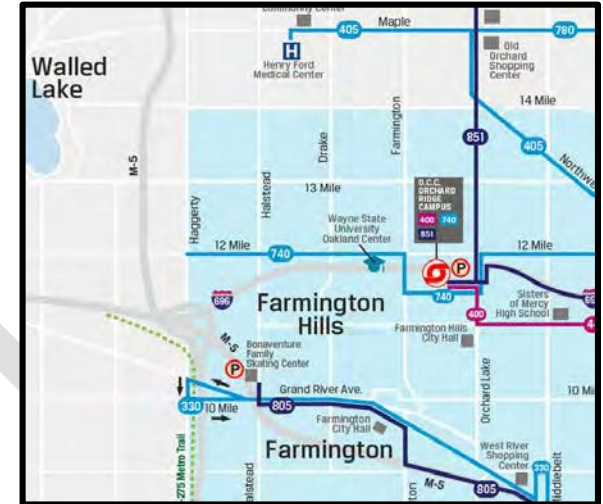 Community Center
Maple
405
780
H
Henry Ford
Medical Center
Old
Orchard
Shopping
Center
Walled
Lake
14 Mile
M-5
Haggerty
Halstead
Drake
Farmington
851
405
13 Mile
O.C.C.
ORCHARD
RIDGE
CAMPUS
400 740
851
Wayne State
University
Oakland Center
12 Mile
740
P
12 Mile
740
696
Farmington
Hills
400
Sisters
of Mercy
High School
Farmington Hills
City Hall
M-5
Bonaventure
Family
Skating Center
P
Orchard Lake
Grand River Ave.
10 Mile
330
805
Farmington
City Hall
Farmington
West River
Shopping
Center
330
M-5
805
-275 Metro Trail